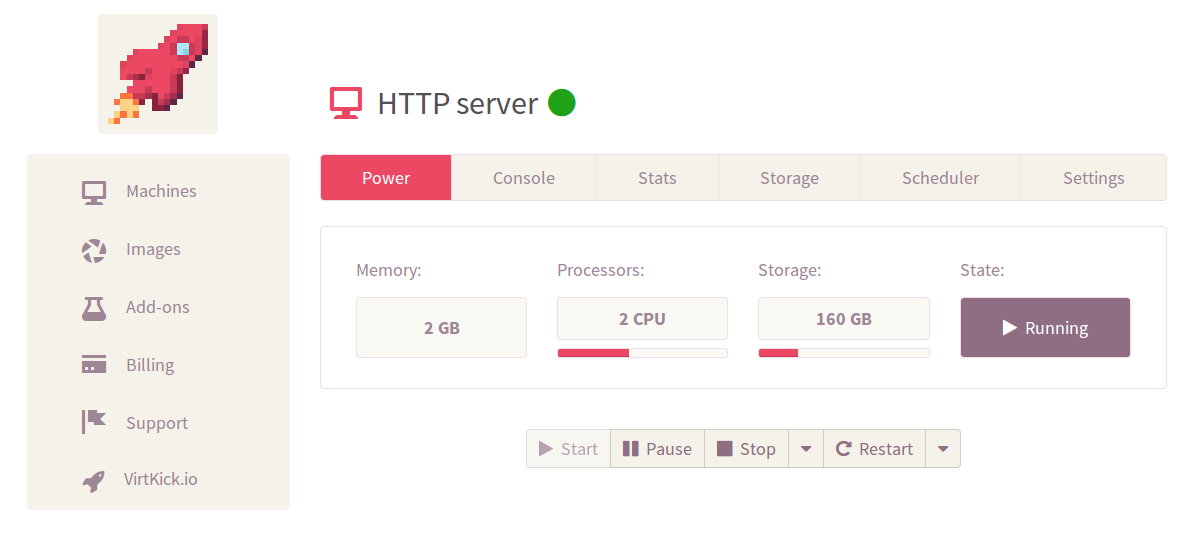 HTTP server
Machines
Images
Add-ons
Billing
Support
VirtKick.io
Power Console Stats Storage Scheduler Settings
Memory: Processors: Storage: State:
2 GB 2 CPU 160 GB Running
Start Pause Stop Restart